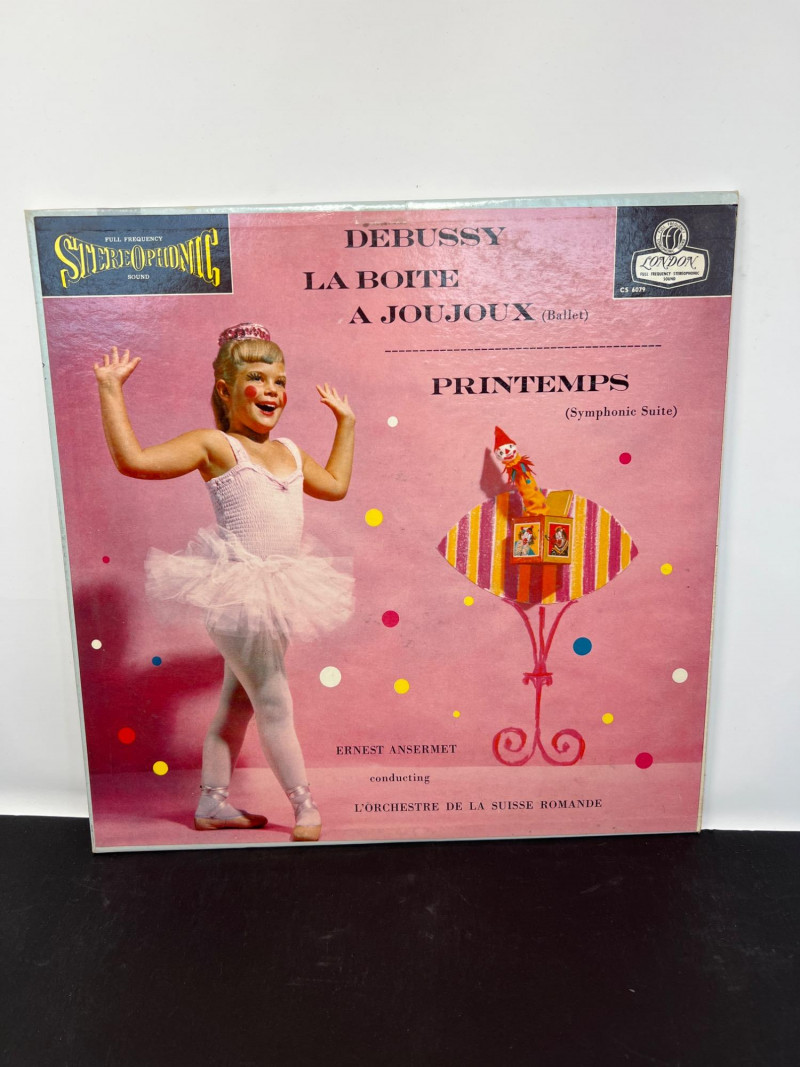 FULL FREQUENCY
STEREOPHONIC
SOUND
DEBUSSY
LA BOITE
A JOUJOUX (Ballet)
PRINTEMPS
(Symphonic Suite)
LONDON
FULL FREQUENCY STEREOPHONIC
SOUND
CS 6079
ERNEST ANSERMET
conducting
L'ORCHESTRE DE LA SUISSE ROMANDE